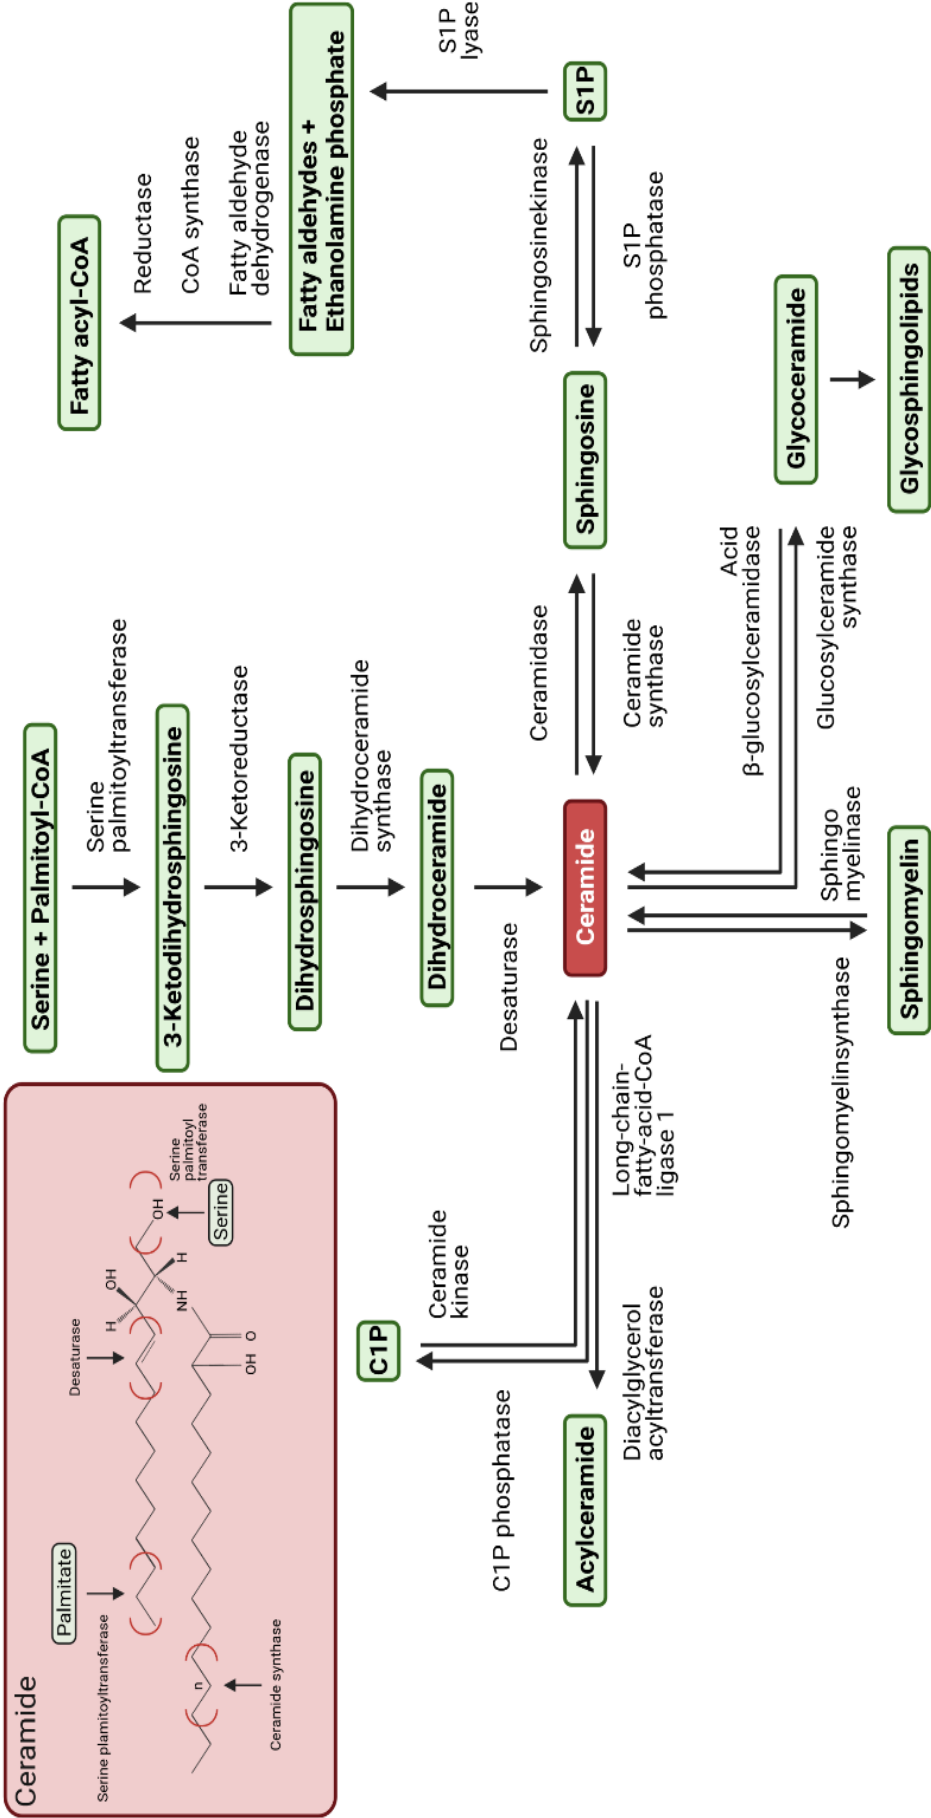 Ceramide
Palmitate
Serine plamitoyltransferase
Desaturase
H
OH
OH
H
NH
O
OH
Serine
palmitoyl
transferase
Serine
n
Ceramide synthase
Serine + Palmitoyl-CoA
Serine
palmitoyltransferase
3-Ketodihydrosphingosine
3-Ketoreductase
Dihydrosphingosine
Dihydroceramide
synthase
Dihydroceramide
Desaturase
Ceramide
Fatty acyl-CoA
Reductase
CoA synthase
Fatty aldehyde
dehydrogenase
Fatty aldehydes +
Ethanolamine phosphate
S1P
lyase
C1P
Ceramide
kinase
C1P phosphatase
Acylceramide
Long-chain-
fatty-acid-CoA
ligase 1
Diacylglycerol
acyltransferase
Ceramidase
Ceramide
synthase
Sphingosine
Sphingosinekinase
S1P
phosphatase
S1P
Acid
β-glucosylceramidase
Glucosylceramide
synthase
Glycoceramide
Glycosphingolipids
Sphingomyelinsynthase
Sphingo
myelinase
Sphingomyelin